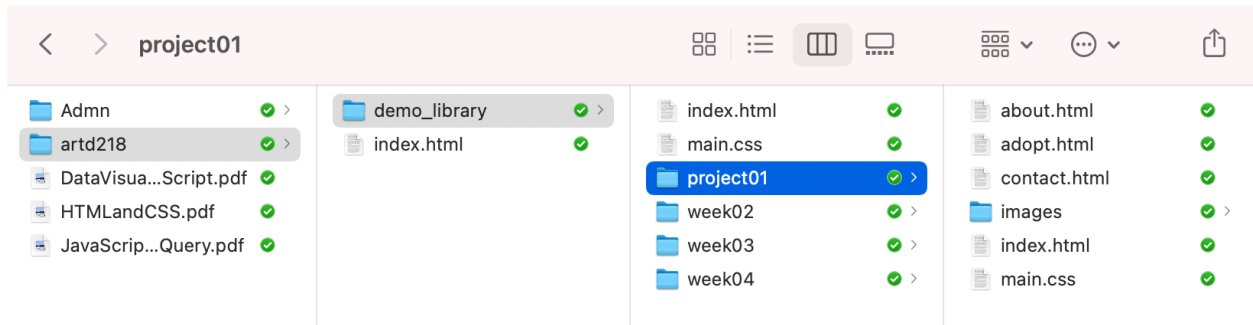 project01
Admn
artd218
DataVisua...Script.pdf
HTMLandCSS.pdf
JavaScrip...Query.pdf
demo_library
index.html
index.html
main.css
project01
week02
week03
week04
about.html
adopt.html
contact.html
images
index.html
main.css